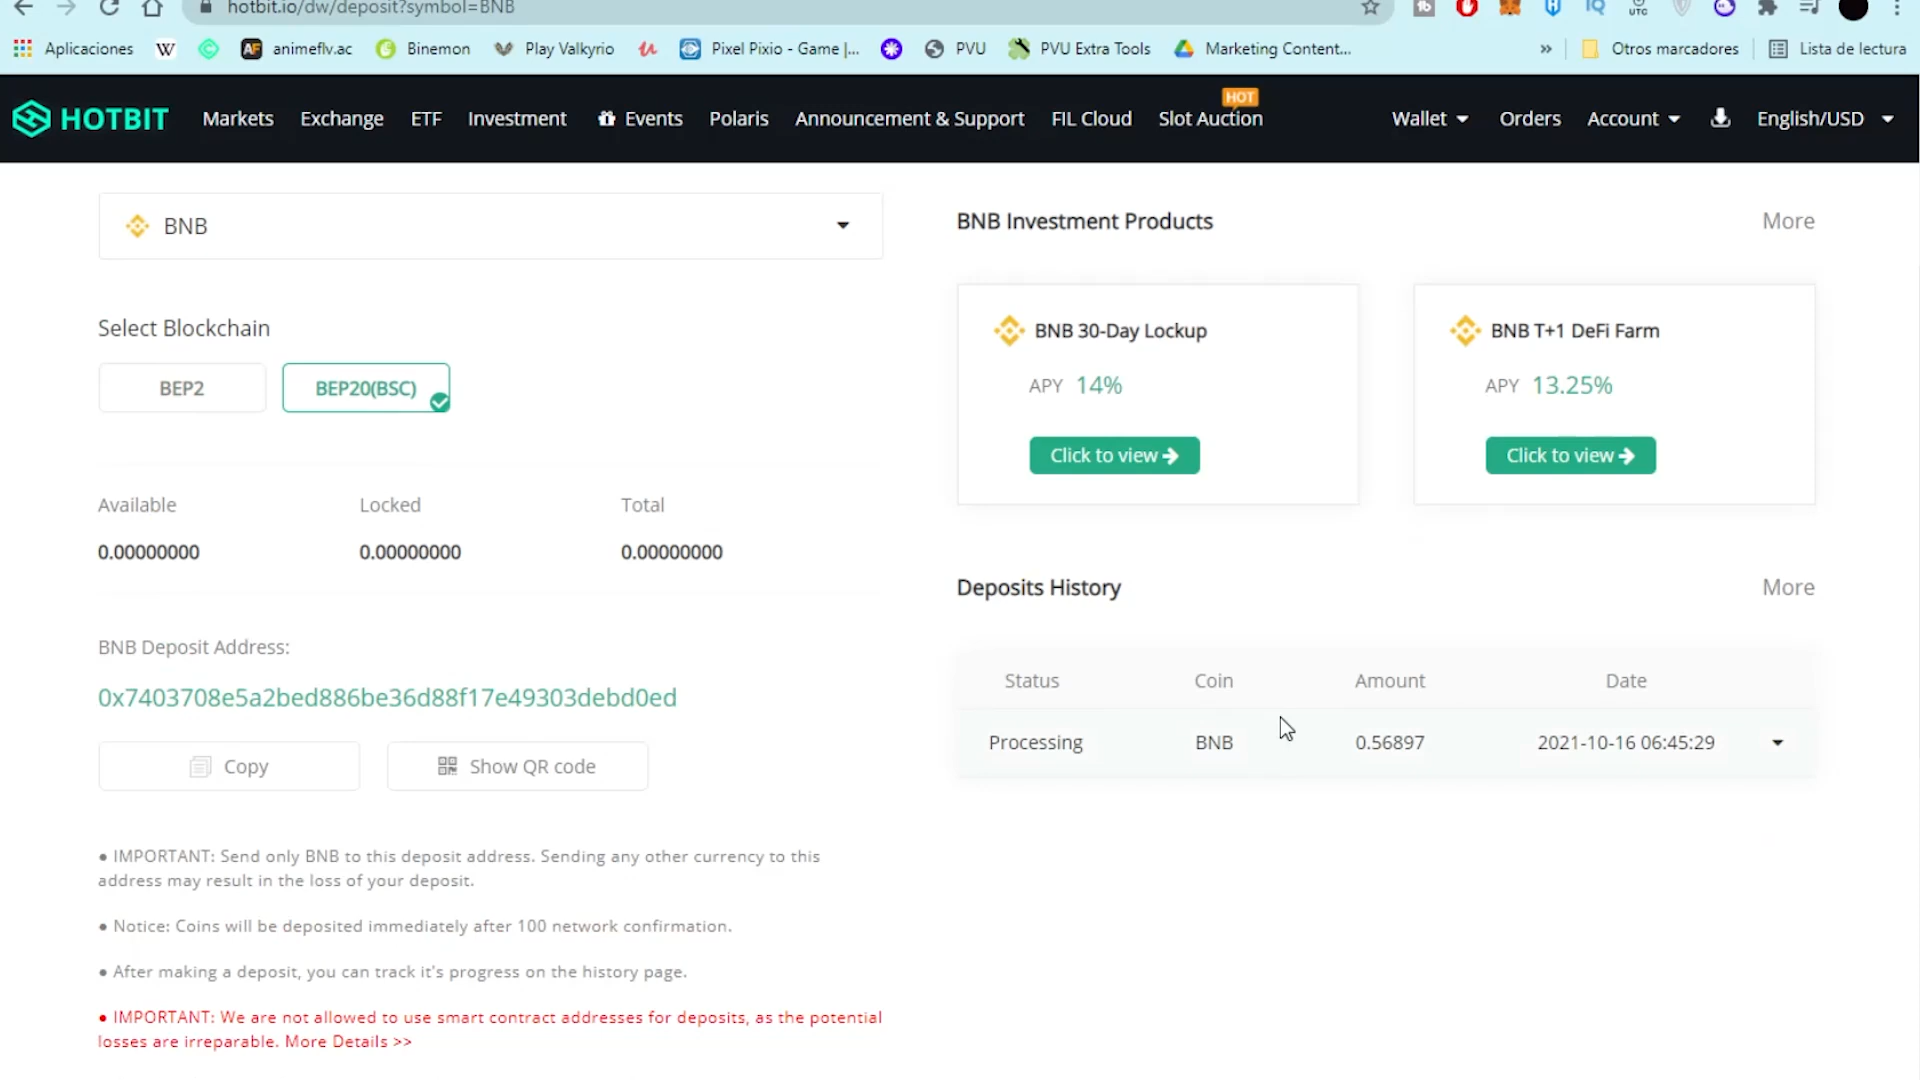 hotbit.io/dw/deposit?symbol=BNB
Aplicaciones animeflv.ac Binemon Play Valkyrio Pixel Pixio - Game |... PVU PVU Extra Tools Marketing Content... » Otros marcadores Lista de lectura
HOTBIT Markets Exchange ETF Investment Events Polaris Announcement & Support FIL Cloud Slot Auction HOT Wallet Orders Account English/USD
BNB
Select Blockchain
BEP2 BEP20(BSC)
Available Locked Total
0.00000000 0.00000000 0.00000000
BNB Deposit Address:
0x7403708e5a2bed886be36d88f17e49303debd0ed
Copy Show QR code
● IMPORTANT: Send only BNB to this deposit address. Sending any other currency to this
address may result in the loss of your deposit.
● Notice: Coins will be deposited immediately after 100 network confirmation.
● After making a deposit, you can track it's progress on the history page.
● IMPORTANT: We are not allowed to use smart contract addresses for deposits, as the potential
losses are irreparable. More Details >>
BNB Investment Products More
BNB 30-Day Lockup
APY 14%
Click to view
BNB T+1 DeFi Farm
APY 13.25%
Click to view
Deposits History More
Status Coin Amount Date
Processing BNB 0.56897 2021-10-16 06:45:29